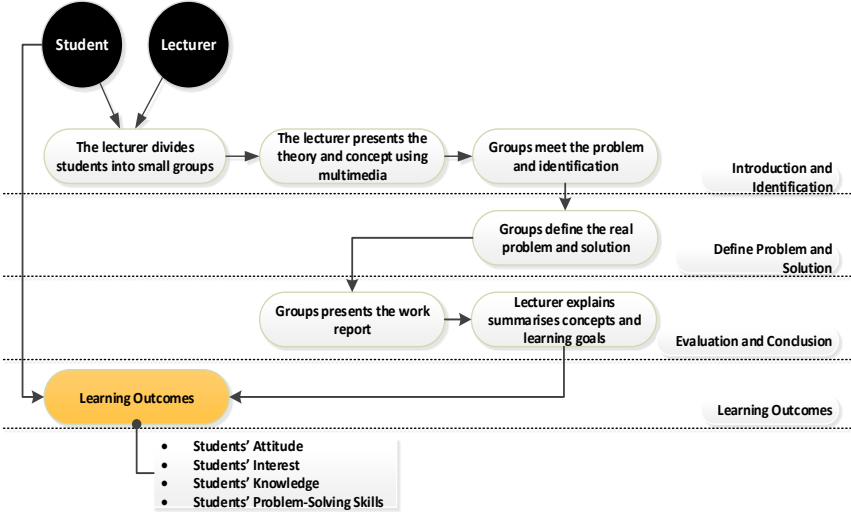 Student
Lecturer
The lecturer divides
students into small groups
The lecturer presents the
theory and concept using
multimedia
Groups meet the problem
and identification
Introduction and
Identification
Groups define the real
problem and solution
Define Problem and
Solution
Groups presents the work
report
Lecturer explains
summarises concepts and
learning goals
Evaluation and Conclusion
Learning Outcomes
Learning Outcomes
• Students’ Attitude
• Students’ Interest
• Students’ Knowledge
• Students’ Problem-Solving Skills